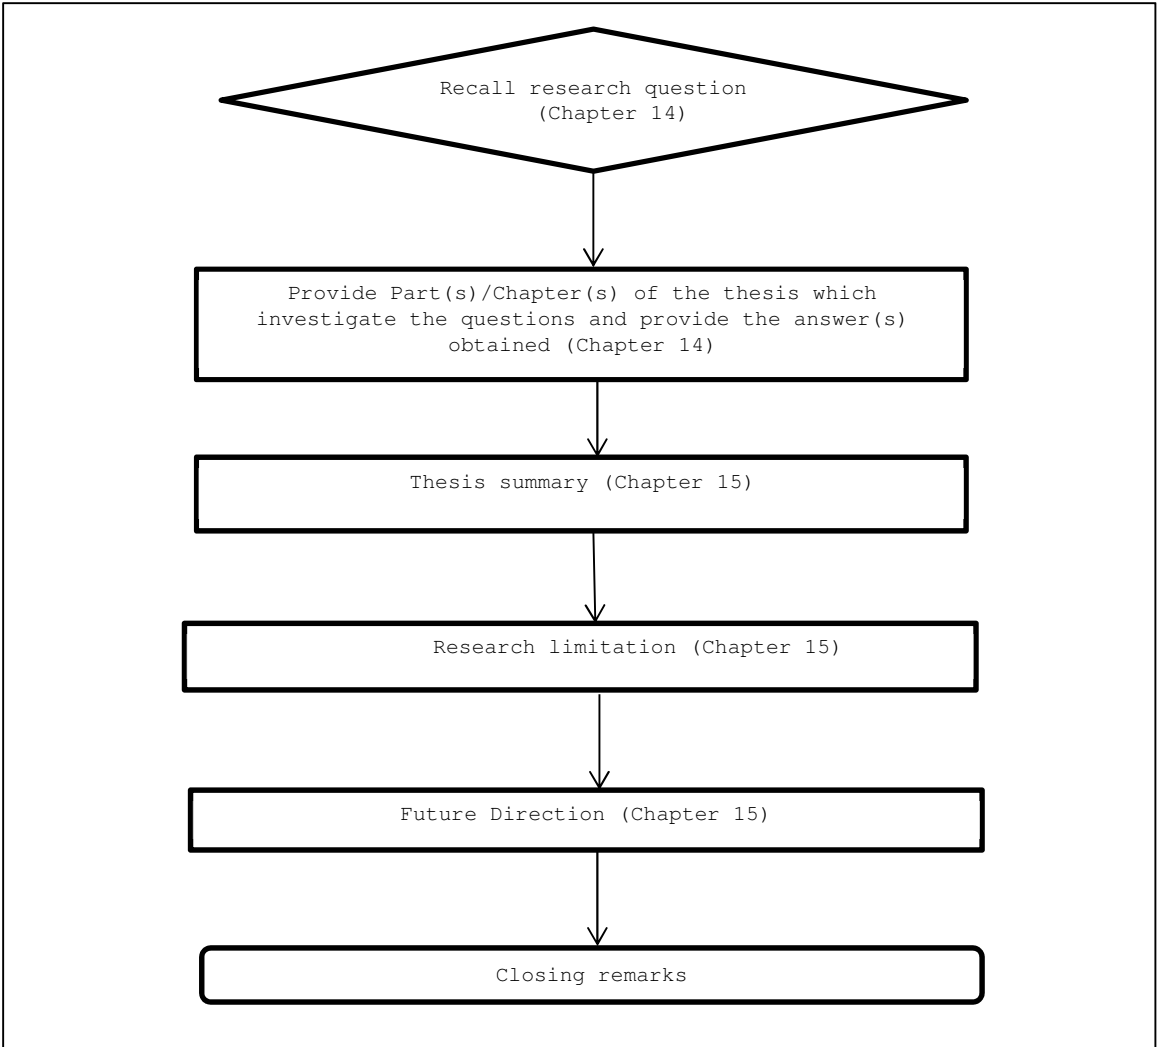 Recall research question
(Chapter 14)
Provide Part(s)/Chapter(s) of the thesis which
investigate the questions and provide the answer(s)
obtained (Chapter 14)
Thesis summary (Chapter 15)
Research limitation (Chapter 15)
Future Direction (Chapter 15)
Closing remarks